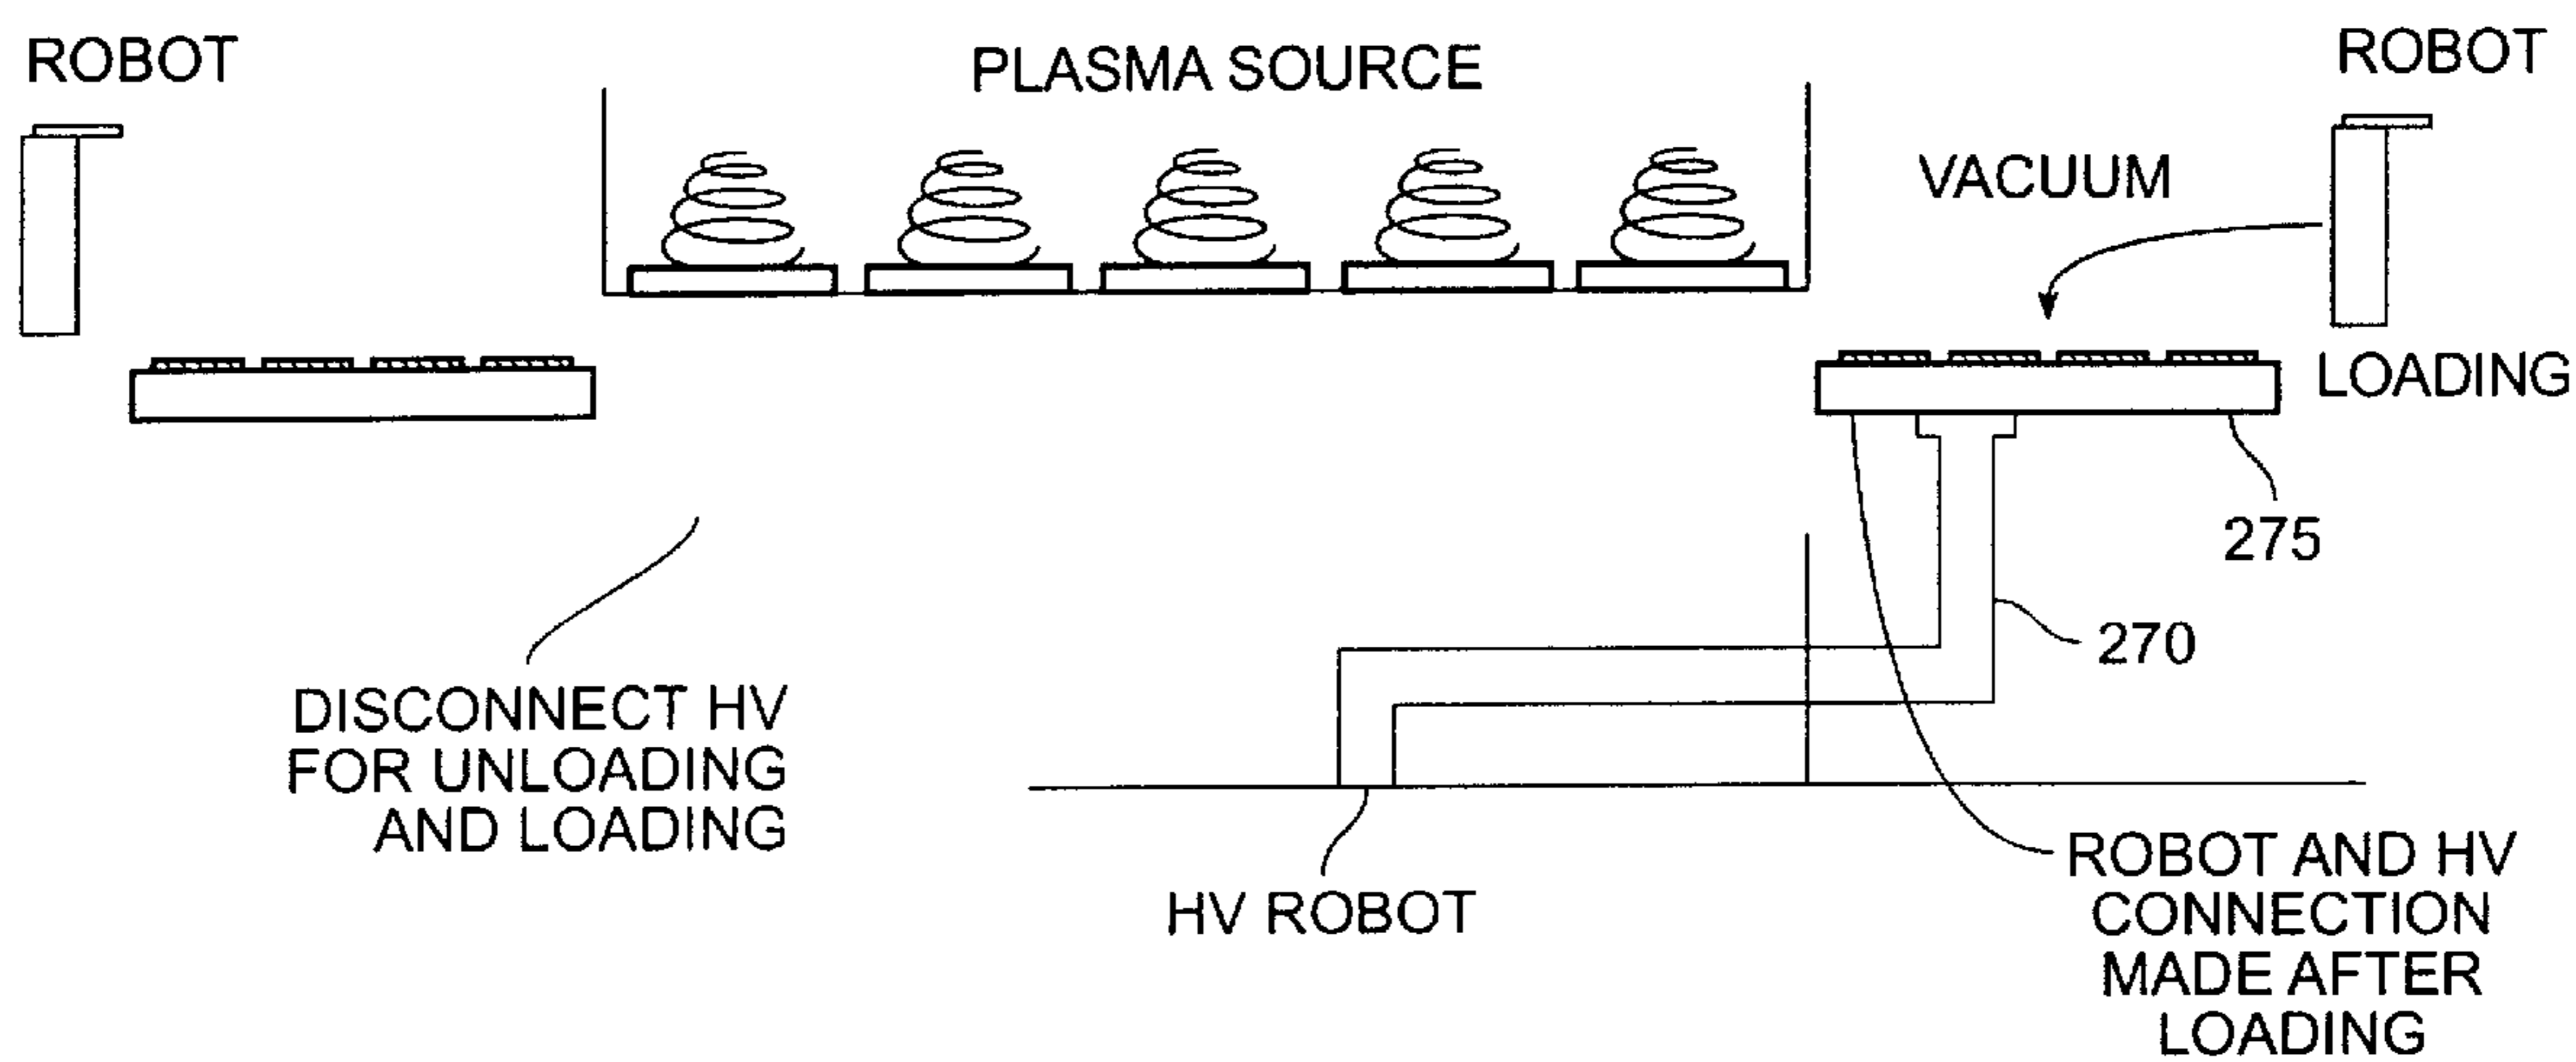 ROBOT
PLASMA SOURCE
ROBOT
VACUUM
LOADING
275
270
DISCONNECT HV
FOR UNLOADING
AND LOADING
HV ROBOT
ROBOT AND HV
CONNECTION
MADE AFTER
LOADING